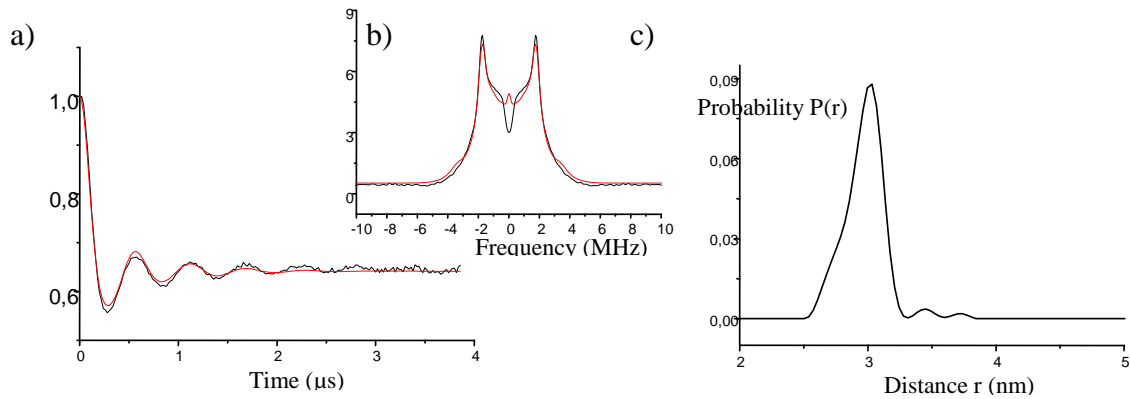 a)
1,0
0,8
0,6
0 1 2 3 4
Time (μs)
b)
9
6
3
0
-10 -8 -6 -4 -2 0 2 4 6 8 10
Frequency (MHz)
c)
0,09
Probability P(r)
0,06
0,03
0,00
2 3 4 5
Distance r (nm)